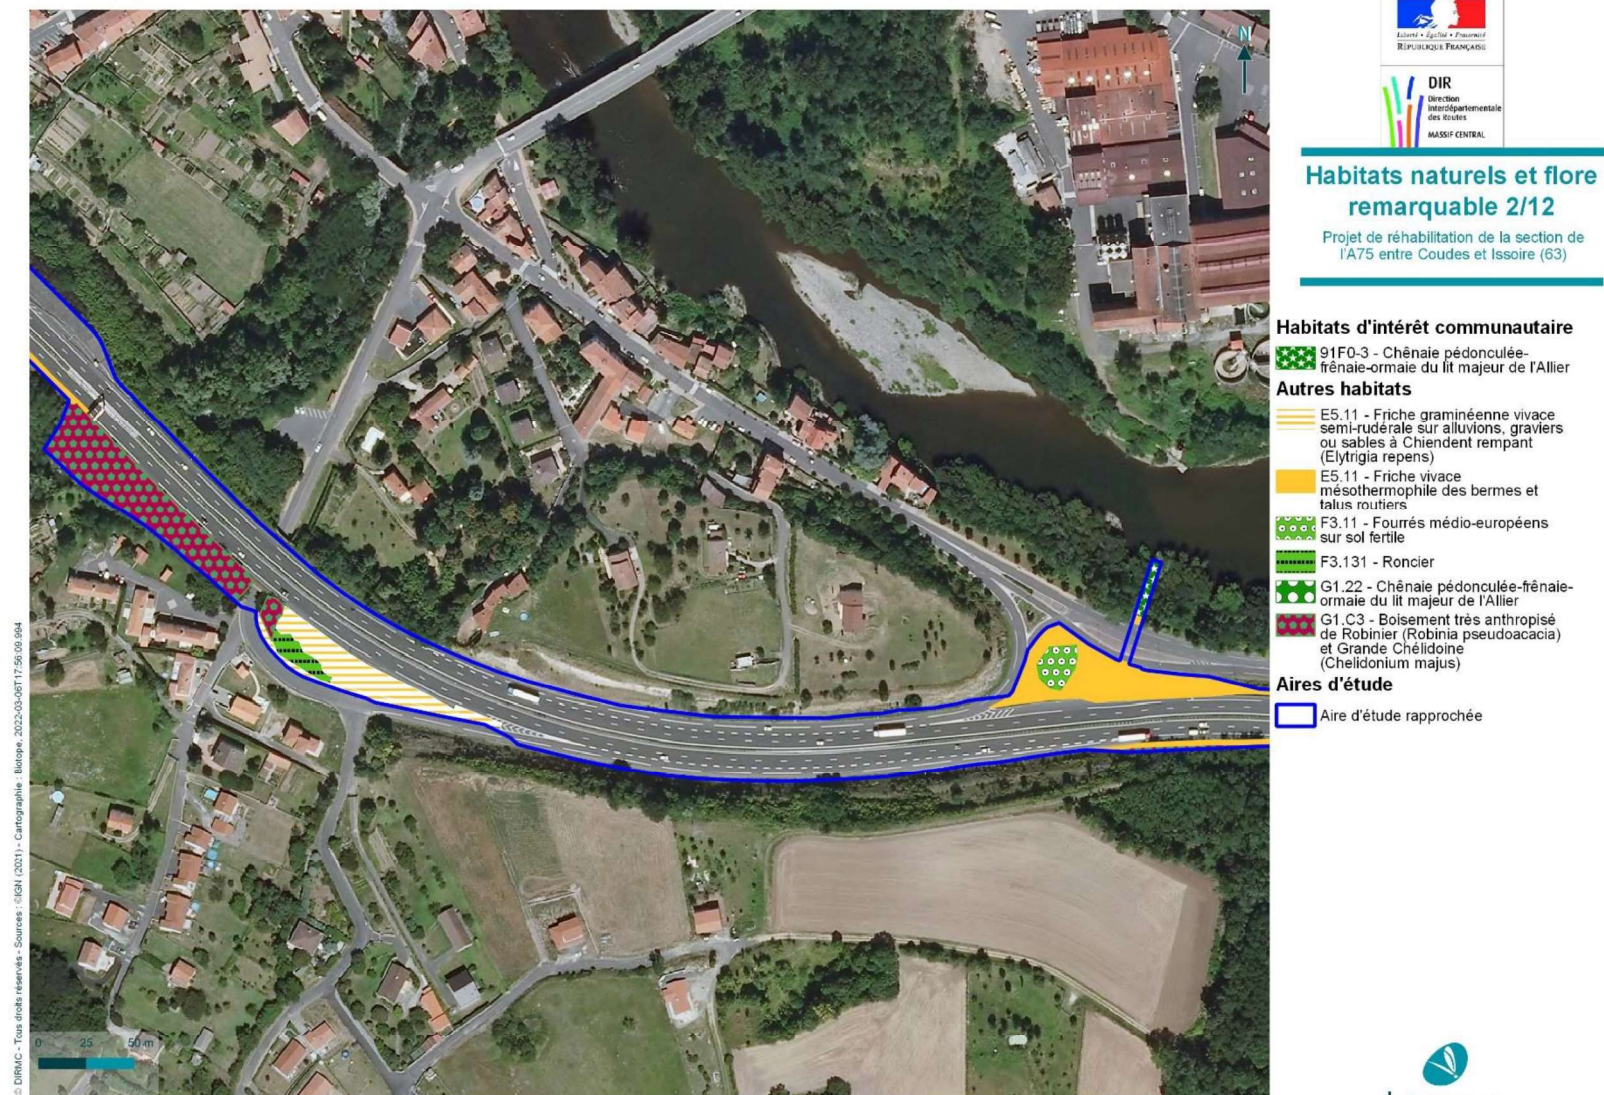 N
Liberté • Égalité • Fraternité
RÉPUBLIQUE FRANÇAISE
DIR
Direction
interdépartementale
des Routes
MASSIF CENTRAL
Habitats naturels et flore
remarquable 2/12
Projet de réhabilitation de la section de
l'A75 entre Coudes et Issoire (63)
Habitats d'intérêt communautaire
91F0-3 - Chênaie pédonculée-
frênaie-ormaie du lit majeur de l'Allier
Autres habitats
E5.11 - Friche graminéenne vivace
semi-rudérale sur alluvions, graviers
ou sables à Chiendent rempant
(Elytrigia repens)
E5.11 - Friche vivace
mésothermophile des bermes et
talus routiers
F3.11 - Fourrés médio-européens
sur sol fertile
F3.131 - Roncier
G1.22 - Chênaie pédonculée-frênaie-
ormaie du lit majeur de l'Allier
G1.C3 - Boisement très anthropisé
de Robinier (Robinia pseudoacacia)
et Grande Chélidoine
(Chelidonium majus)
Aires d'étude
Aire d'étude rapprochée
0 25 50 m
© DIRMC - Tous droits réservés - Sources : ©IGN (2021) - Cartographie : Biotope, 2022-03-06T17:56:09.994